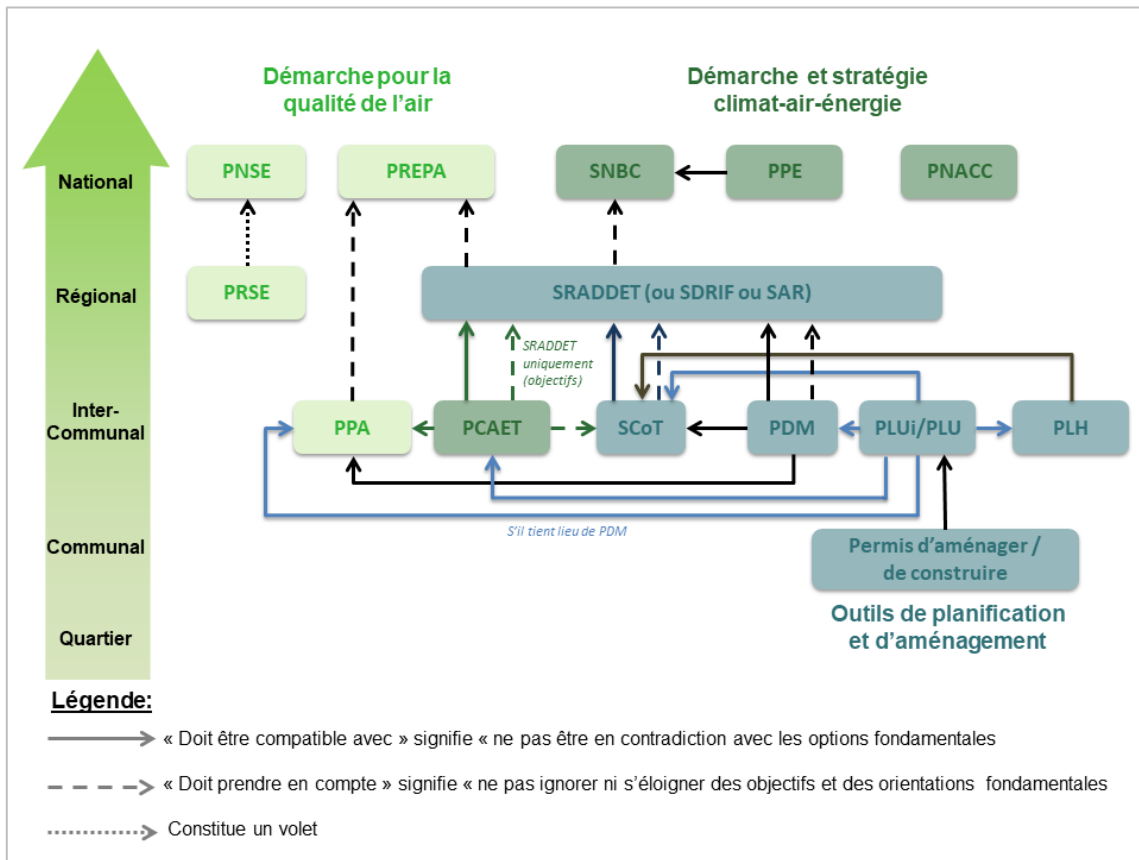 Démarche pour la
qualité de l'air
Démarche et stratégie
climat-air-énergie
National
PNSE
PREPA
SNBC
PPE
PNACC
Régional
PRSE
SRADDET (ou SDRIF ou SAR)
SRADDET
uniquement
(objectifs)
Inter-
Communal
PPA
PCAET
SCoT
PDM
PLUi/PLU
PLH
S'il tient lieu de PDM
Communal
Permis d'aménager /
de construire
Quartier
Outils de planification
et d'aménagement
Légende:
« Doit être compatible avec » signifie « ne pas être en contradiction avec les options fondamentales
« Doit prendre en compte » signifie « ne pas ignorer ni s'éloigner des objectifs et des orientations fondamentales
Constitue un volet